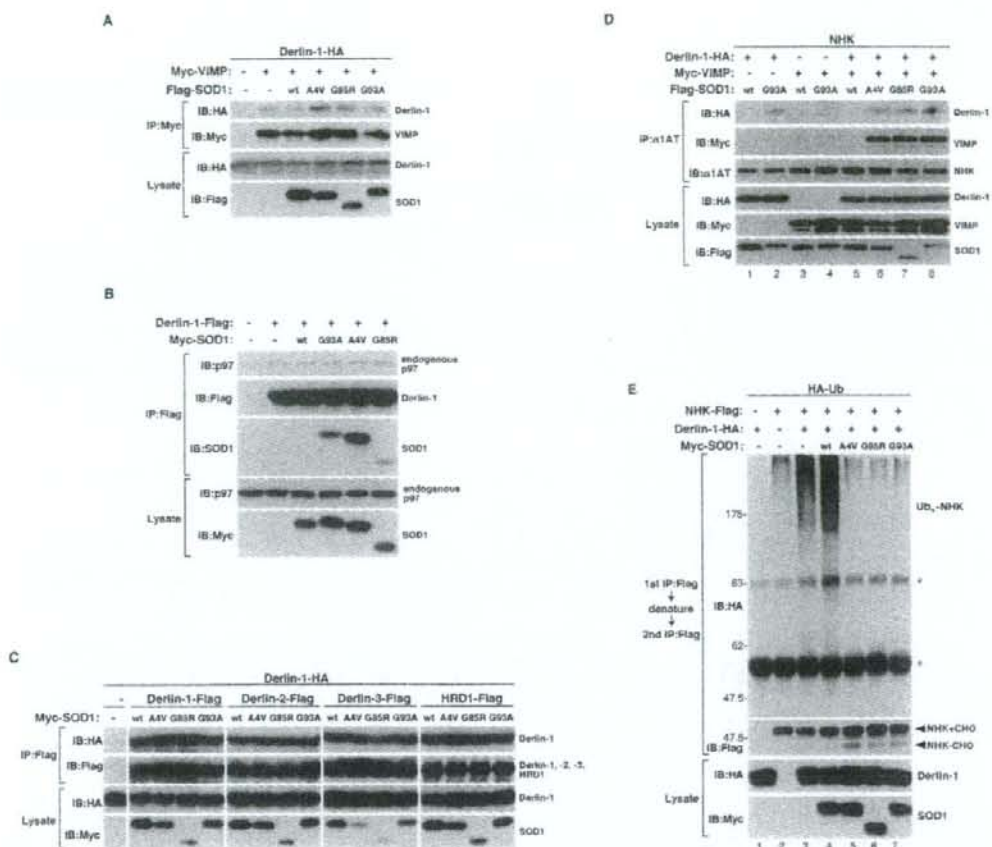 A
Derlin-1-HA
Myc-VIMP: - + + + + +
Flag-SOD1: - - wt A4V G85R G93A
IP:Myc
IB:HA Derlin-1
IB:Myc VIMP
Lysate
IB:HA Derlin-1
IB:Flag SOD1
B
Derlin-1-Flag: - + + + + +
Myc-SOD1: - - wt G93A A4V G85R
IP:Flag
IB:p97 endogenous p97
IB:Flag Derlin-1
IB:SOD1 SOD1
Lysate
IB:p97 endogenous p97
IB:Myc SOD1
C
Derlin-1-HA
- Derlin-1-Flag Derlin-2-Flag Derlin-3-Flag HRD1-Flag
Myc-SOD1: - wt A4V G85R G93A wt A4V G85R G93A wt A4V G85R G93A wt A4V G85R G93A
IP:Flag
IB:HA Derlin-1
IB:Flag Derlin-1, -2, -3, HRD1
Lysate
IB:HA Derlin-1
IB:Myc SOD1
D
NHK
Derlin-1-HA: + + - - + + + +
Myc-VIMP: - - + + + + + +
Flag-SOD1: wt G93A wt G93A wt A4V G85R G93A
IP:α1AT
IB:HA Derlin-1
IB:Myc VIMP
IB:α1AT NHK
Lysate
IB:HA Derlin-1
IB:Myc VIMP
IB:Flag SOD1
1 2 3 4 5 6 7 8
E
HA-Ub
NHK-Flag: - + + + + + +
Derlin-1-HA: + - + + + + +
Myc-SOD1: - - - wt A4V G85R G93A
175-
Ubn-NHK
1st IP:Flag
denature
2nd IP:Flag
83-
*
IB:HA
62-
*
47.5-
47.5-
IB:Flag
NHK+CHO
NHK-CHO
Lysate
IB:HA Derlin-1
IB:Myc SOD1
1 2 3 4 5 6 7